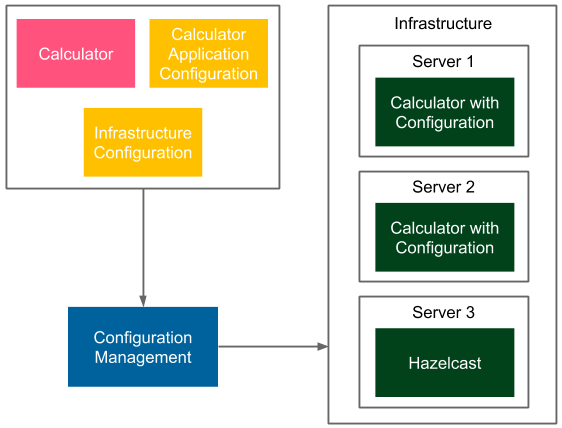 Calculator
Calculator
Application
Configuration
Infrastructure
Configuration
Configuration
Management
Infrastructure
Server 1
Calculator with
Configuration
Server 2
Calculator with
Configuration
Server 3
Hazelcast